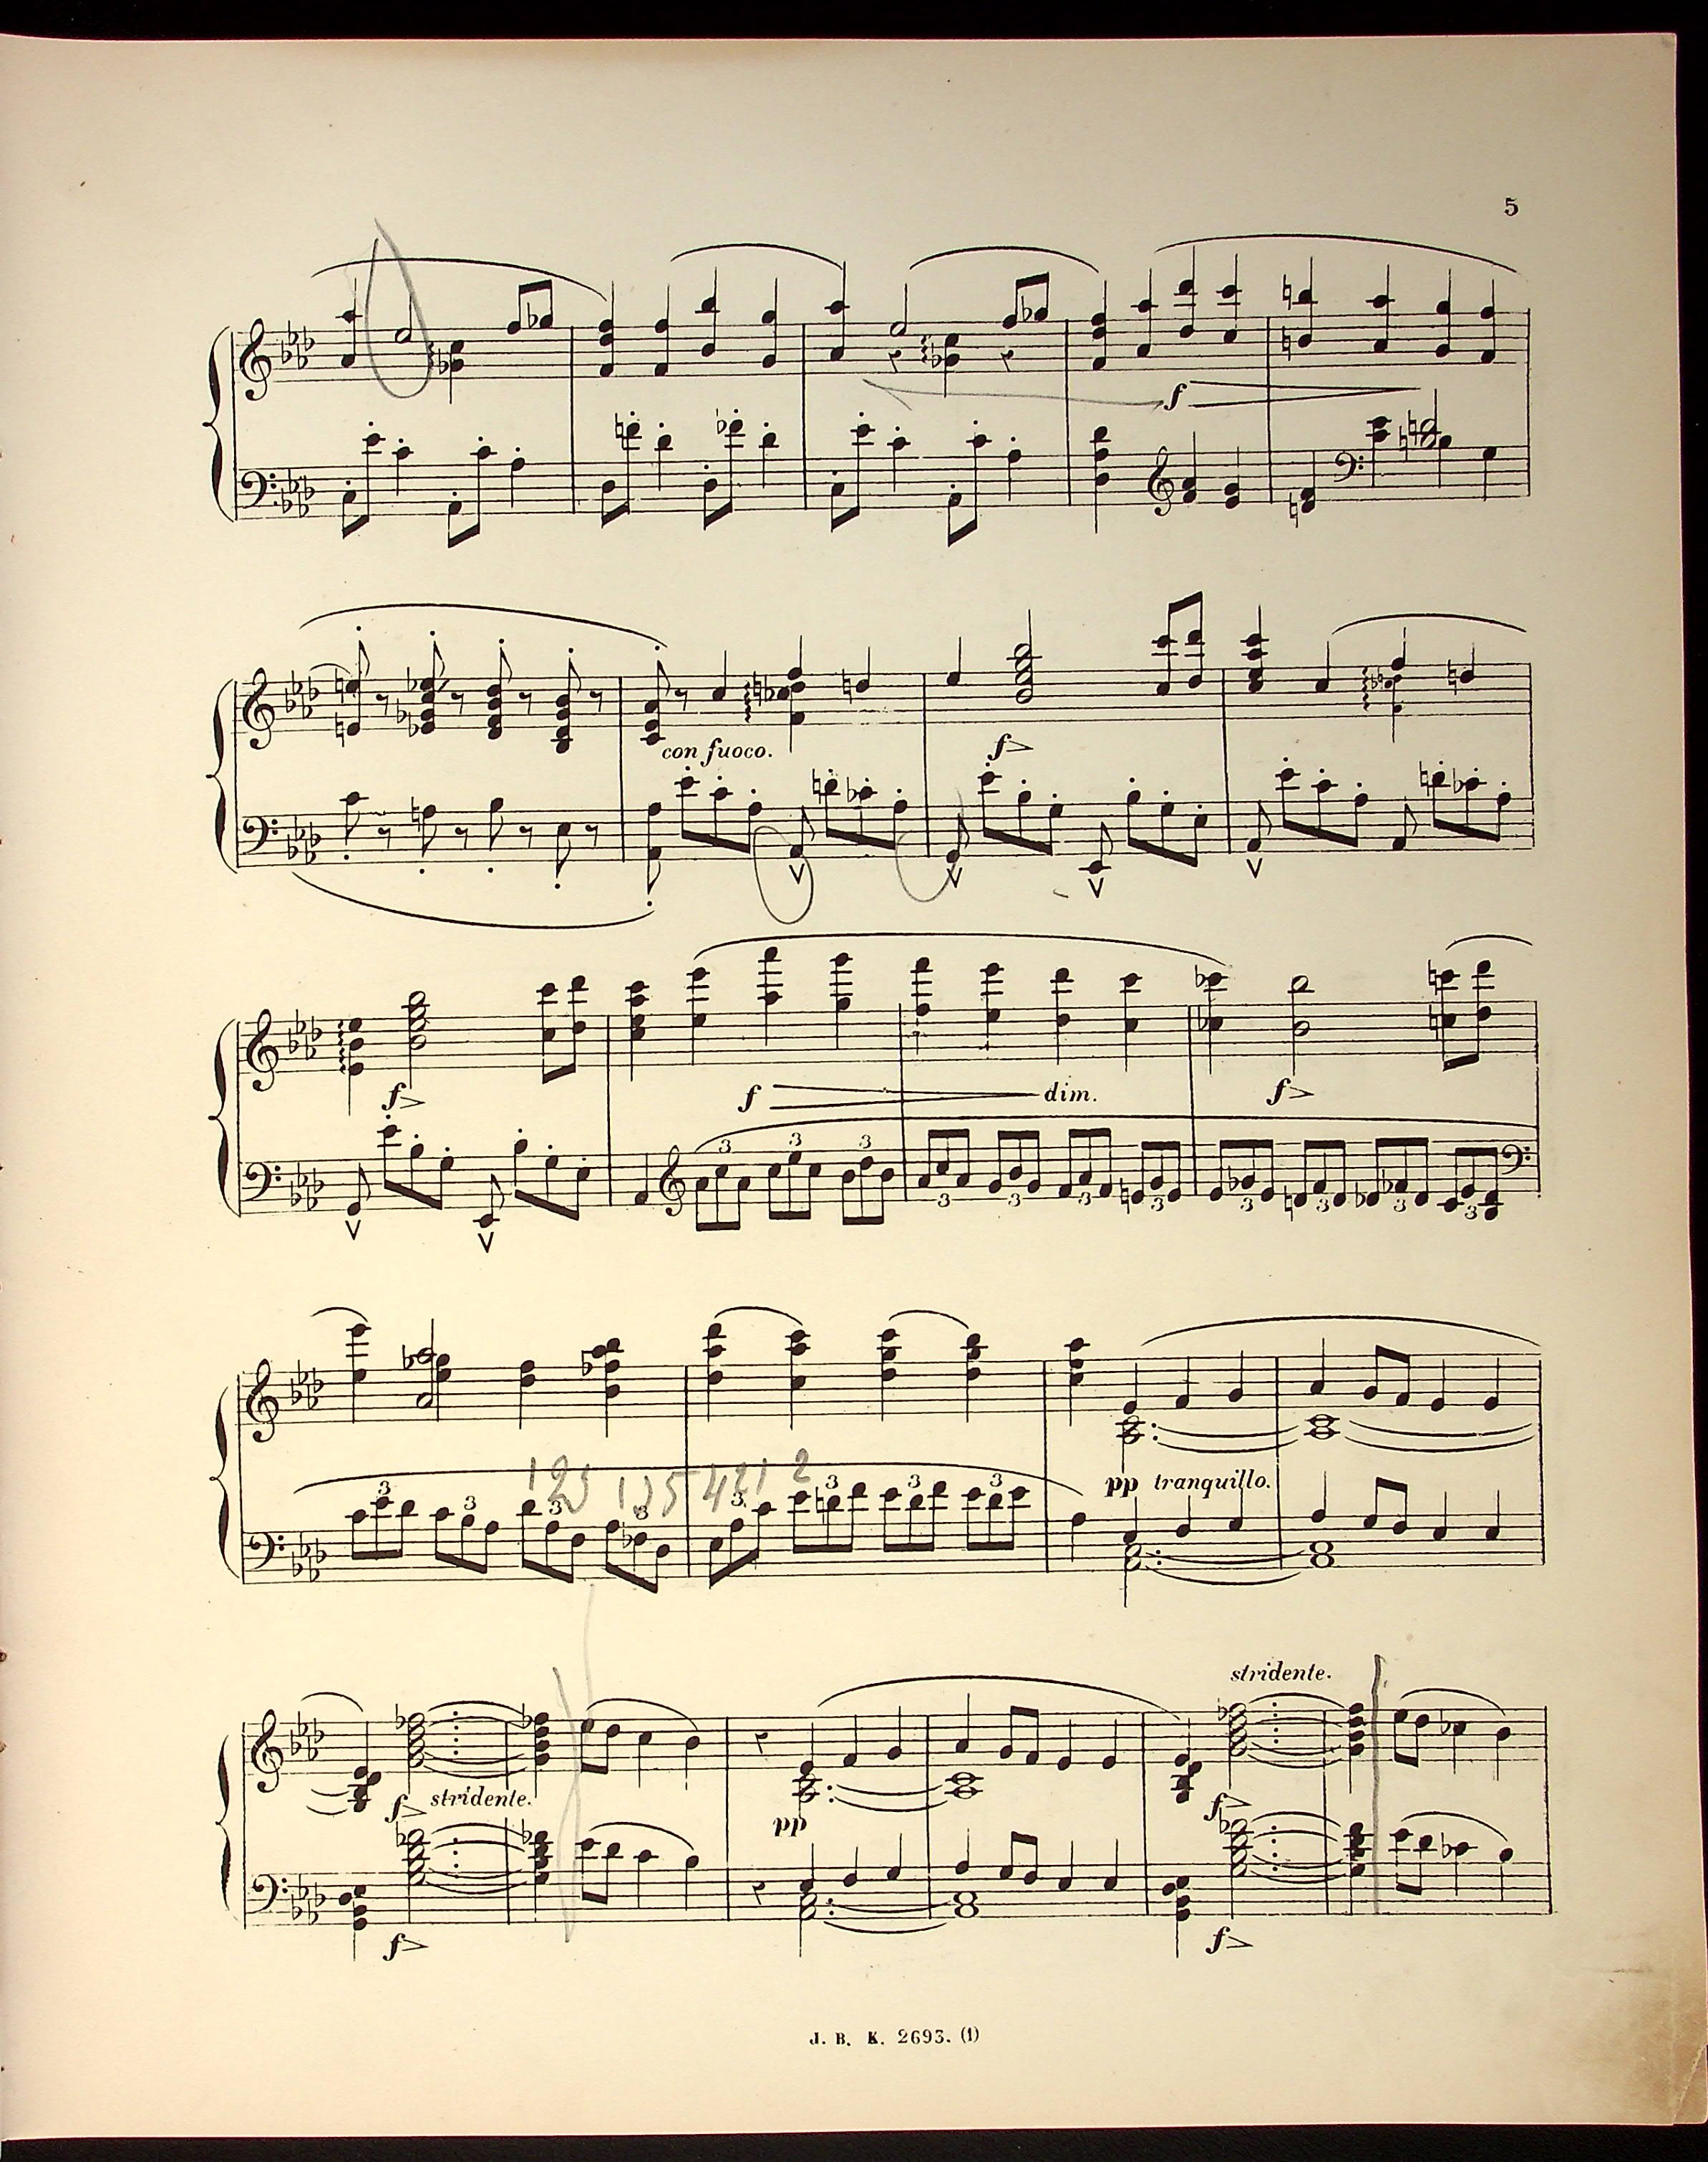 5
f
con fuoco.
f
f
f
dim.
f
3 3 3
3 3 3 3 3 3 3 3
1 2 3 1 2 5 4 2 1 2
3 3 3 3 3 3 3 3
pp tranquillo.
stridente.
f stridente.
pp
f
f
f
J. B. K. 2693. (1)